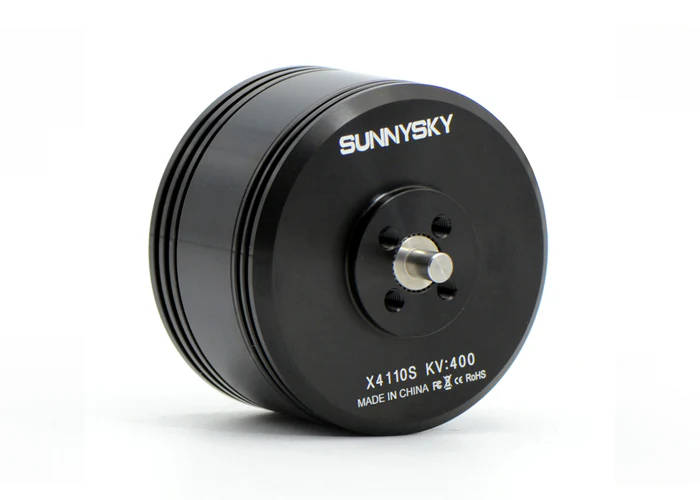 SUNNYSKY
X4110S KV:400
MADE IN CHINA FC CE RoHS